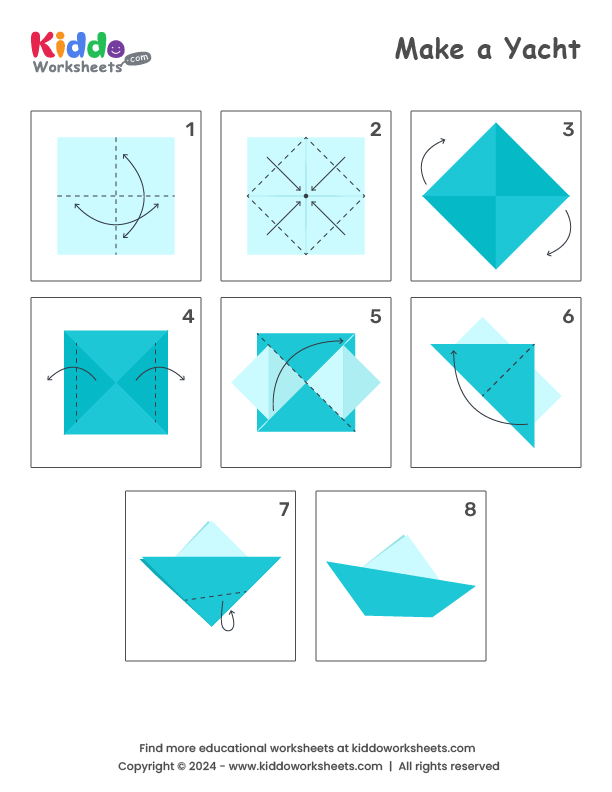 Kiddo
Worksheets .com
Make a Yacht
1
2
3
4
5
6
7
8
Find more educational worksheets at kiddoworksheets.com
Copyright © 2024 - www.kiddoworksheets.com | All rights reserved